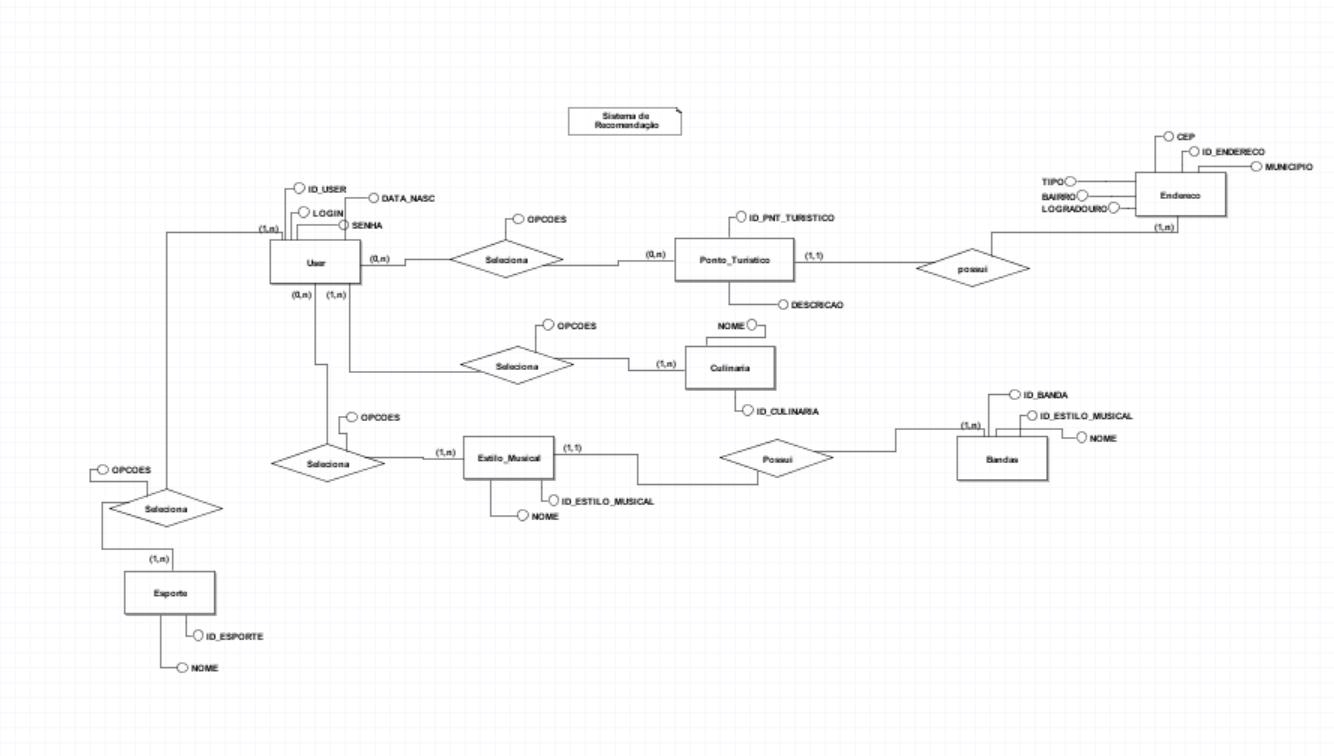 Sistema de
Recomendação
CEP
ID_ENDERECO
MUNICIPIO
TIPO
BAIRRO
LOGRADOURO
Endereco
(1,n)
ID_USER
DATA_NASC
LOGIN
SENHA
(1,n)
User
(0,n)
(0,n)
(1,n)
OPCOES
Seleciona
(0,n)
ID_PNT_TURISTICO
Ponto_Turistico
(1,1)
DESCRICAO
possui
OPCOES
Seleciona
(1,n)
NOME
Culinaria
ID_CULINARIA
OPCOES
Seleciona
(1,n)
Estilo_Musical
(1,1)
ID_ESTILO_MUSICAL
NOME
Possui
(1,n)
ID_BANDA
ID_ESTILO_MUSICAL
NOME
Bandas
OPCOES
Seleciona
(1,n)
Esporte
ID_ESPORTE
NOME